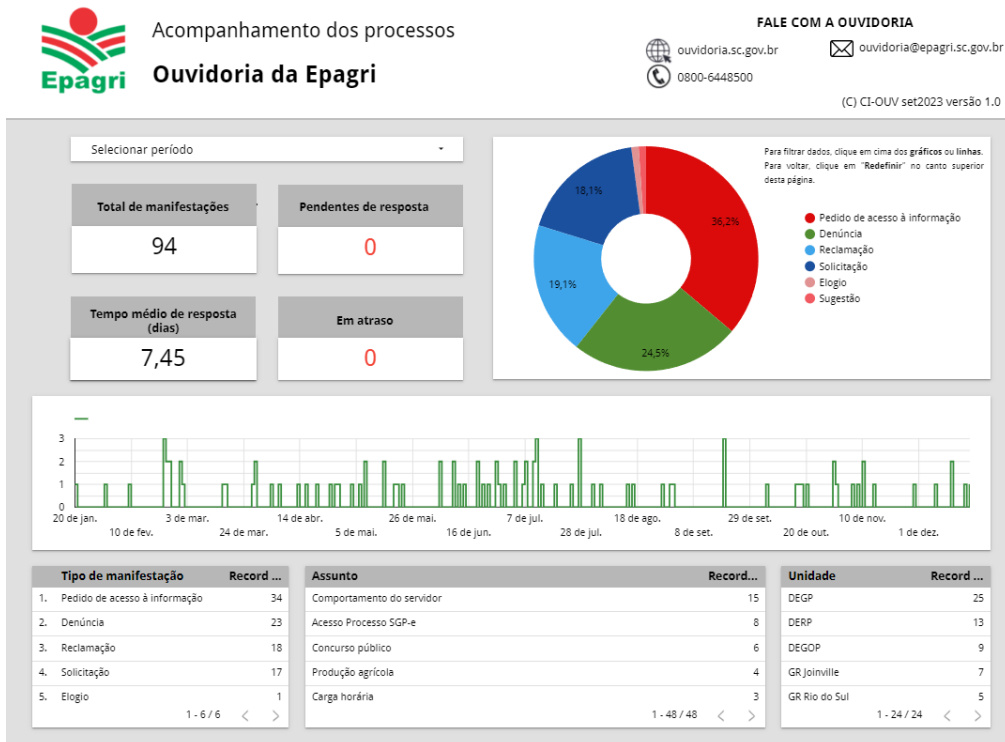 Epagri
Acompanhamento dos processos
Ouvidoria da Epagri
FALE COM A OUVIDORIA
ouvidoria.sc.gov.br
ouvidoria@epagri.sc.gov.br
0800-6448500
(C) CI-OUV set2023 versão 1.0
Selecionar período
Total de manifestações
94
Pendentes de resposta
0
Tempo médio de resposta
(dias)
7,45
Em atraso
0
Para filtrar dados, clique em cima dos gráficos ou linhas.
Para voltar, clique em "Redefinir" no canto superior
desta página.
36,2%
24,5%
19,1%
18,1%
Pedido de acesso à informação
Denúncia
Reclamação
Solicitação
Elogio
Sugestão
3
2
1
0
20 de jan. 3 de mar. 14 de abr. 26 de mai. 7 de jul. 18 de ago. 29 de set. 10 de nov.
10 de fev. 24 de mar. 5 de mai. 16 de jun. 28 de jul. 8 de set. 20 de out. 1 de dez.
Tipo de manifestação Record ...
1. Pedido de acesso à informação 34
2. Denúncia 23
3. Reclamação 18
4. Solicitação 17
5. Elogio 1
1 - 6 / 6 < >
Assunto Record...
Comportamento do servidor 15
Acesso Processo SGP-e 8
Concurso público 6
Produção agrícola 4
Carga horária 3
1 - 48 / 48 < >
Unidade Record ...
DEGP 25
DERP 13
DEGOP 9
GR Joinville 7
GR Rio do Sul 5
1 - 24 / 24 < >